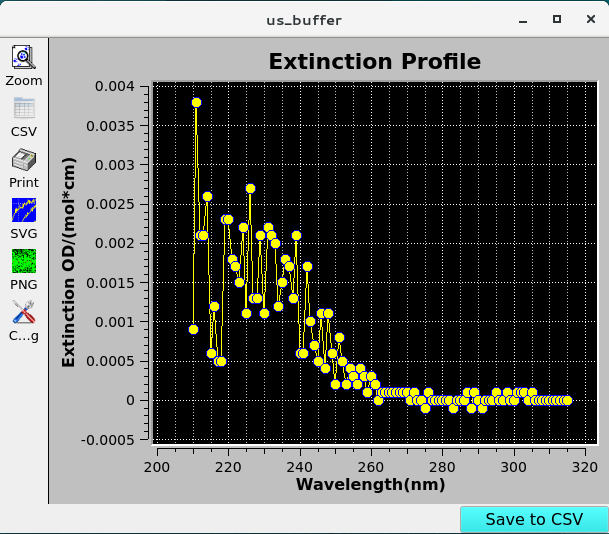 us_buffer
Zoom
CSV
Print
SVG
PNG
C...g
Extinction Profile
Extinction OD/(mol*cm)
0.004
0.0035
0.003
0.0025
0.002
0.0015
0.001
0.0005
0
-0.0005
200 220 240 260 280 300 320
Wavelength(nm)
Save to CSV